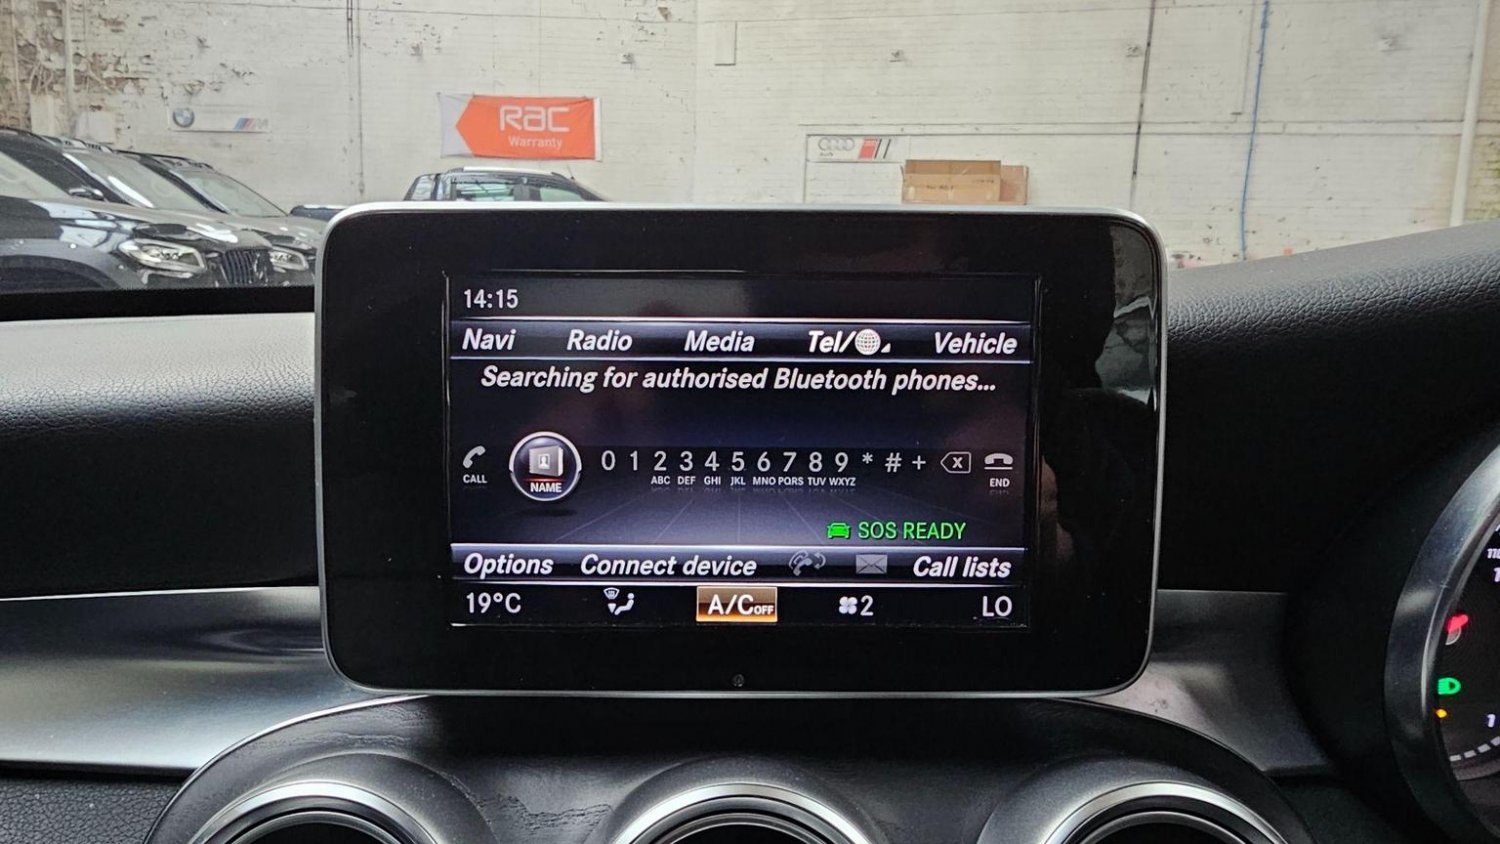 RAC
Warranty
Audi
14:15
Navi Radio Media Tel/ Vehicle
Searching for authorised Bluetooth phones...
CALL NAME 0 1 2 3 4 5 6 7 8 9 * # + X END
ABC DEF GHI JKL MNO PQRS TUV WXYZ
SOS READY
Options Connect device Call lists
19°C A/C OFF 2 LO